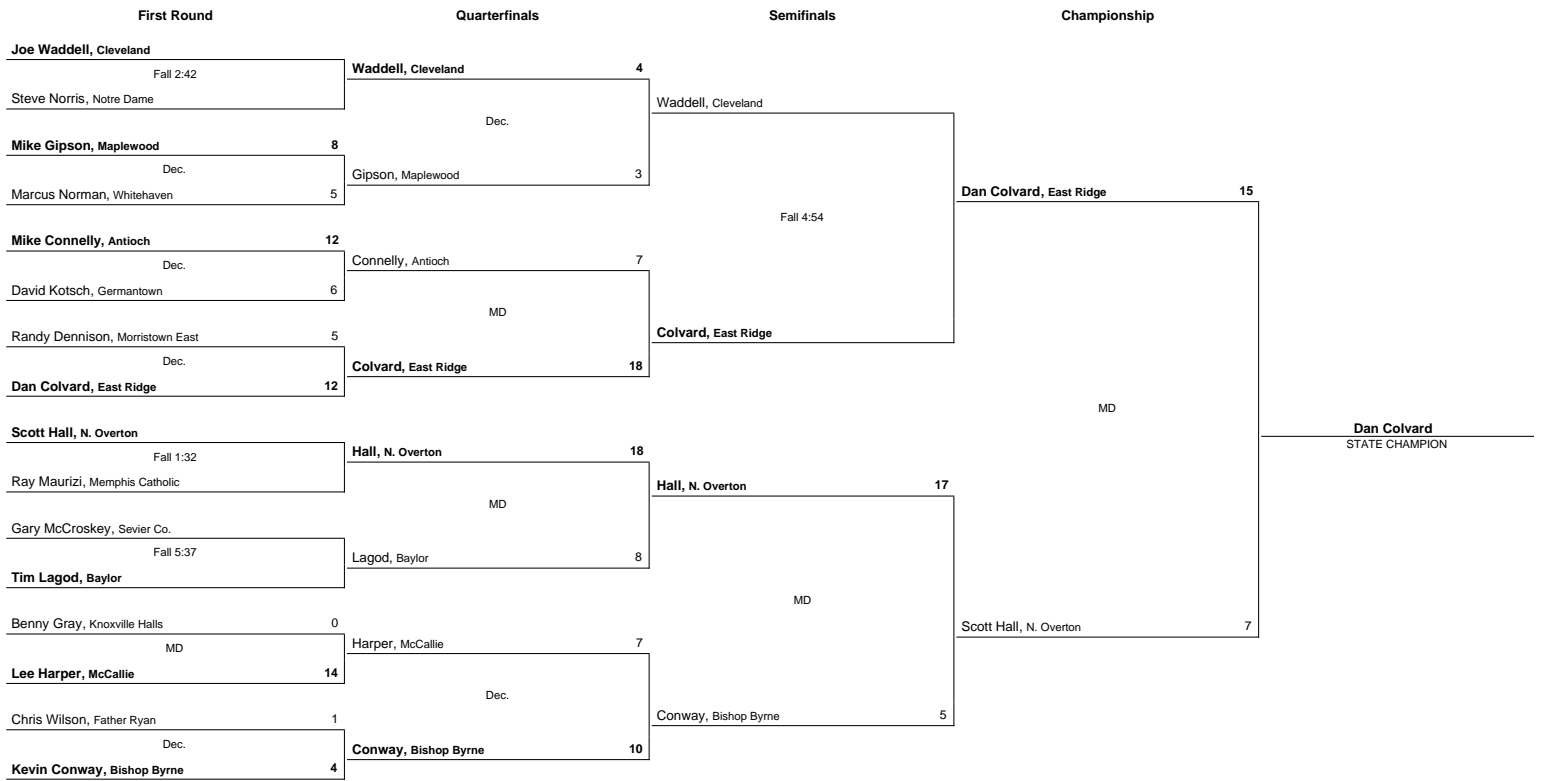 First Round Quarterfinals Semifinals Championship
Joe Waddell, Cleveland
Fall 2:42
Steve Norris, Notre Dame
Mike Gipson, Maplewood 8
Dec.
Marcus Norman, Whitehaven 5
Mike Connelly, Antioch 12
Dec.
David Kotsch, Germantown 6
Randy Dennison, Morristown East 5
Dec.
Dan Colvard, East Ridge 12
Scott Hall, N. Overton
Fall 1:32
Ray Maurizi, Memphis Catholic
Gary McCroskey, Sevier Co.
Fall 5:37
Tim Lagod, Baylor
Benny Gray, Knoxville Halls 0
MD
Lee Harper, McCallie 14
Chris Wilson, Father Ryan 1
Dec.
Kevin Conway, Bishop Byrne 4
Waddell, Cleveland 4
Dec.
Gipson, Maplewood 3
Connelly, Antioch 7
MD
Colvard, East Ridge 18
Hall, N. Overton 18
MD
Lagod, Baylor 8
Harper, McCallie 7
Dec.
Conway, Bishop Byrne 10
Waddell, Cleveland
Fall 4:54
Colvard, East Ridge
Hall, N. Overton 17
MD
Conway, Bishop Byrne 5
Dan Colvard, East Ridge 15
MD
Scott Hall, N. Overton 7
Dan Colvard
STATE CHAMPION